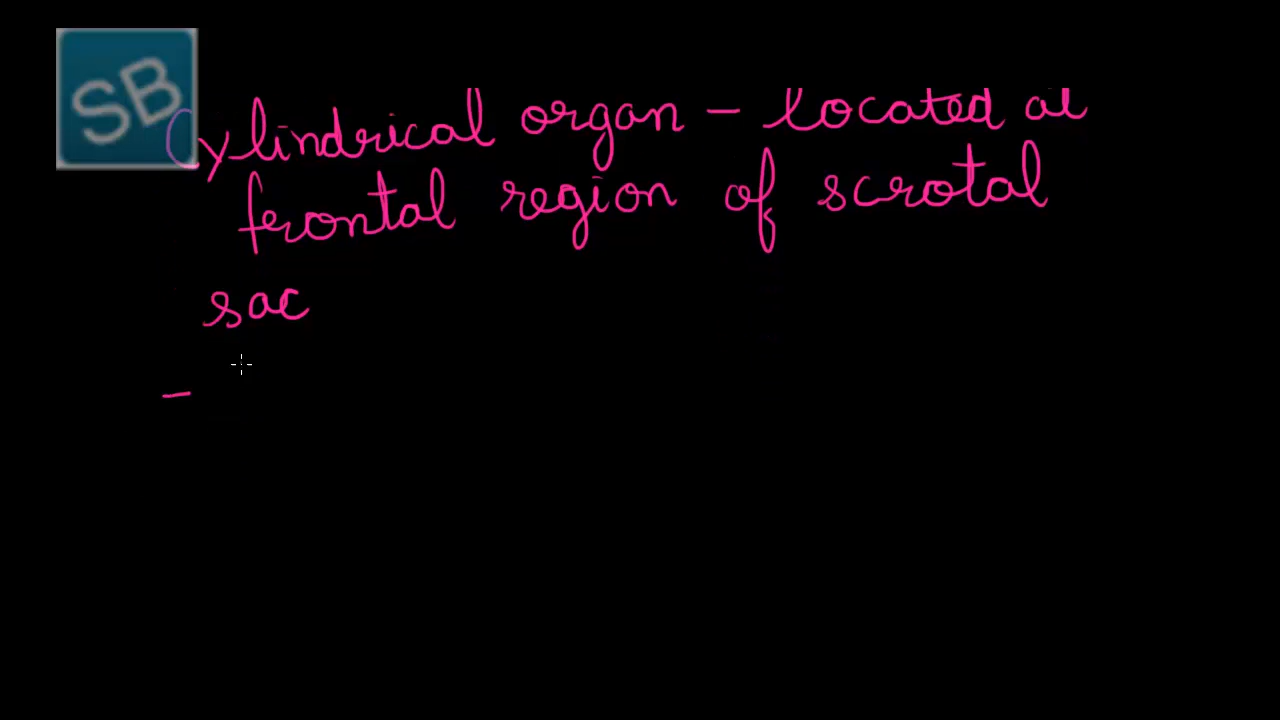 SB
Cylindrical organ - located at
frontal region of scrotal
sac
-